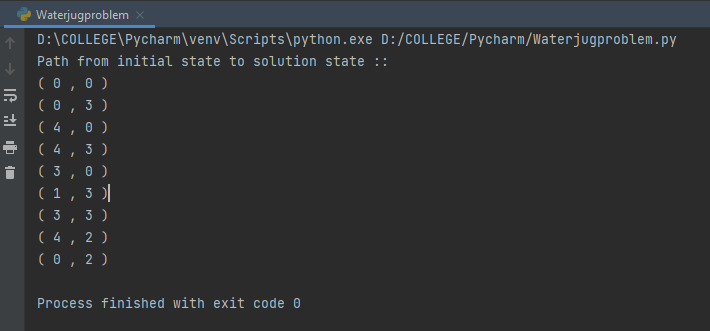 Waterjugproblem
D:\COLLEGE\Pycharm\venv\Scripts\python.exe D:/COLLEGE/Pycharm/Waterjugproblem.py
Path from initial state to solution state ::
( 0 , 0 )
( 0 , 3 )
( 4 , 0 )
( 4 , 3 )
( 3 , 0 )
( 1 , 3 )
( 3 , 3 )
( 4 , 2 )
( 0 , 2 )
Process finished with exit code 0